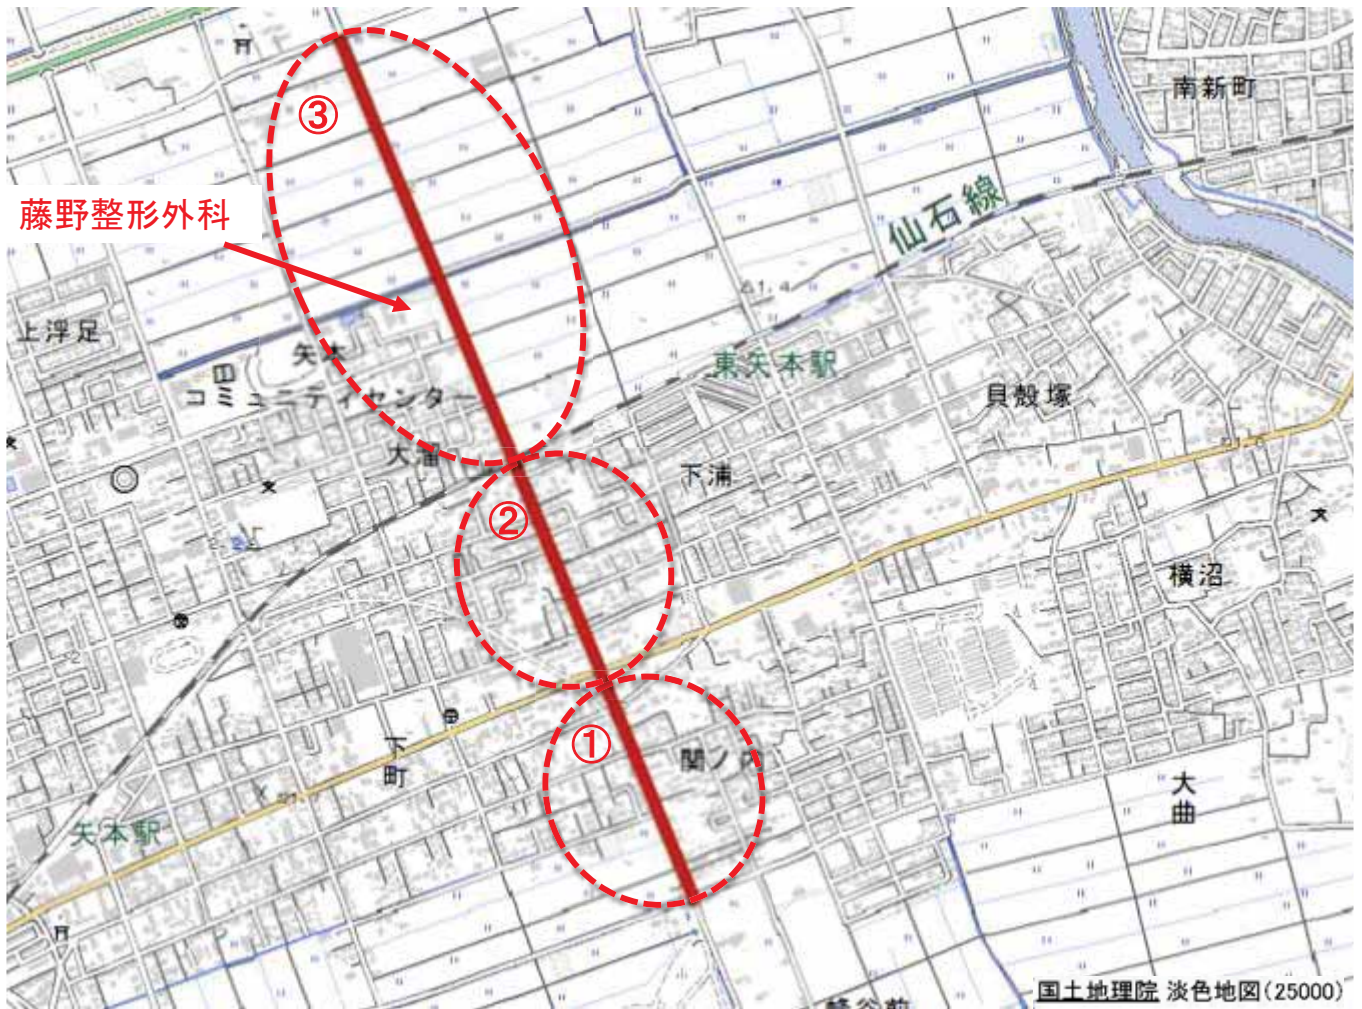 南新町
③
藤野整形外科
仙石線
1.4
上浮足
矢本
コミュニティセンター
東矢本駅
貝殻塚
大溜
下浦
②
横沼
①
関ノ内
下町
大曲
矢本駅
国土地理院 淡色地図(25000)